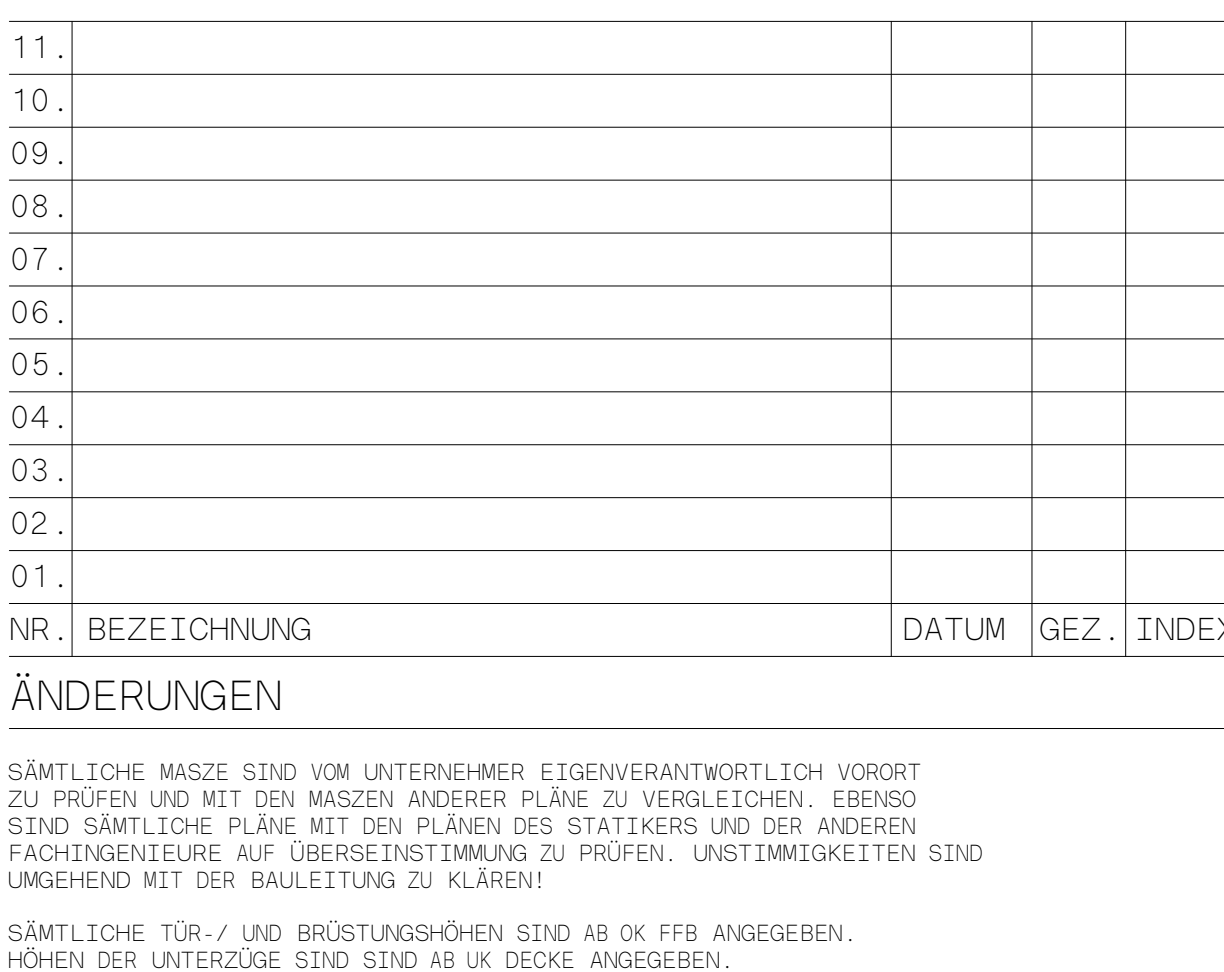 11.
10.
09.
08.
07.
06.
05.
04.
03.
02.
01.
NR. BEZEICHNUNG DATUM GEZ. INDEX
ÄNDERUNGEN
SÄMTLICHE MASZE SIND VOM UNTERNEHMER EIGENVERANTWORTLICH VORORT
ZU PRÜFEN UND MIT DEN MASZEN ANDERER PLÄNE ZU VERGLEICHEN. EBENSO
SIND SÄMTLICHE PLÄNE MIT DEN PLÄNEN DES STATIKERS UND DER ANDEREN
FACHINGENIEURE AUF ÜBERSEINSTIMMUNG ZU PRÜFEN. UNSTIMMIGKEITEN SIND
UMGEHEND MIT DER BAULEITUNG ZU KLÄREN!
SÄMTLICHE TÜR-/ UND BRÜSTUNGSHÖHEN SIND AB OK FFB ANGEGEBEN.
HÖHEN DER UNTERZÜGE SIND SIND AB UK DECKE ANGEGEBEN.